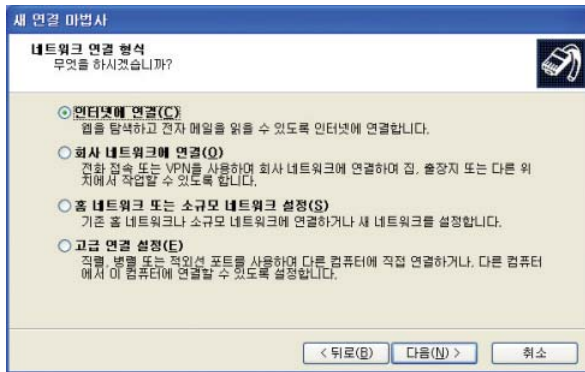 새 연결 마법사
네트워크 연결 형식
무엇을 하시겠습니까?
인터넷에 연결(C)
웹을 탐색하고 전자 메일을 읽을 수 있도록 인터넷에 연결합니다.
회사 네트워크에 연결(O)
전화 접속 또는 VPN을 사용하여 회사 네트워크에 연결하여 집, 출장지 또는 다른 위
치에서 작업할 수 있도록 합니다.
홈 네트워크 또는 소규모 네트워크 설정(S)
기존 홈 네트워크나 소규모 네트워크에 연결하거나 새 네트워크를 설정합니다.
고급 연결 설정(E)
직렬, 병렬 또는 적외선 포트를 사용하여 다른 컴퓨터에 직접 연결하거나, 다른 컴퓨터
에서 이 컴퓨터에 연결할 수 있도록 설정합니다.
< 뒤로(B) 다음(N) > 취소